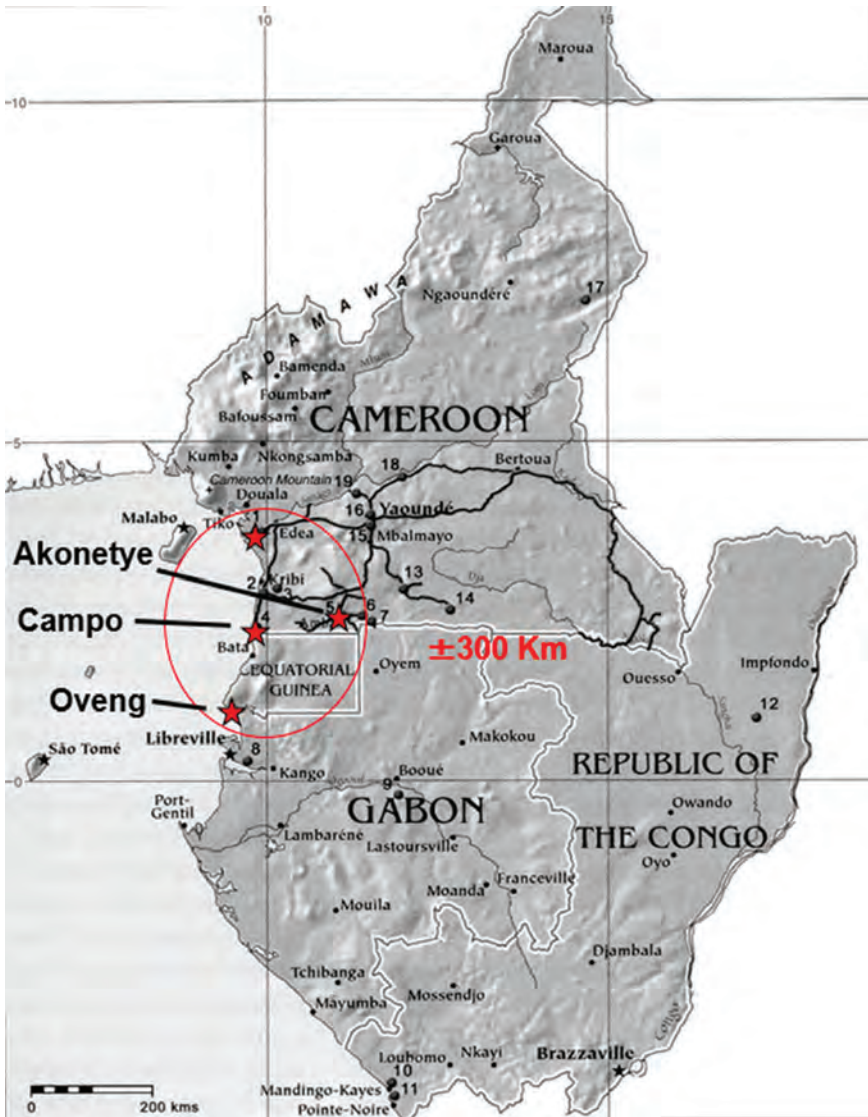 10
15
Maroua
10
Garoua
17
Ngaoundéré
ADAMAWA
Bamenda
Foumban
Bafoussam
CAMEROON
5
Kumba
Nkongsamba
18
Bertoua
Cameroon Mountain
19
Douala
Malabo
Tiko
1
16
Yaoundé
Edea
15
Mbalmayo
Akonetye
2
Kribi
3
13
Dja
14
5
6
7
Campo
4
±300 Km
Bata
EQUATORIAL
GUINEA
Oyem
Ouesso
Impfondo
Oveng
12
Libreville
8
Makokou
São Tomé
Kango
Booué
REPUBLIC OF
0
9
GABON
Port-
Gentil
Owando
Lambaréné
Lastoursville
THE CONGO
Oyo
Moanda
Franceville
Mouila
Djambala
Tchibanga
Mossendjo
Mayumba
Congo
Loubomo
Nkayi
Brazzaville
10
Mandingo-Kayes
11
Pointe-Noire
0
200 kms